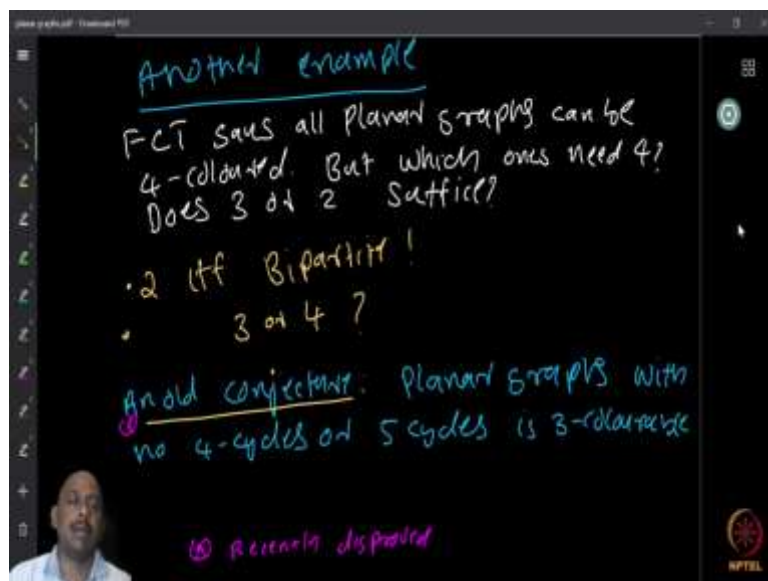 Another example
FCT says all Planar graphs can be
4-coloured. But which ones need 4?
Does 3 or 2 suffice?
• 2 iff Bipartite!
• 3 or 4 ?
An old conjecture: Planar graphs with
no 4-cycles or 5 cycles is 3-colourable
Recently disproved
NPTEL